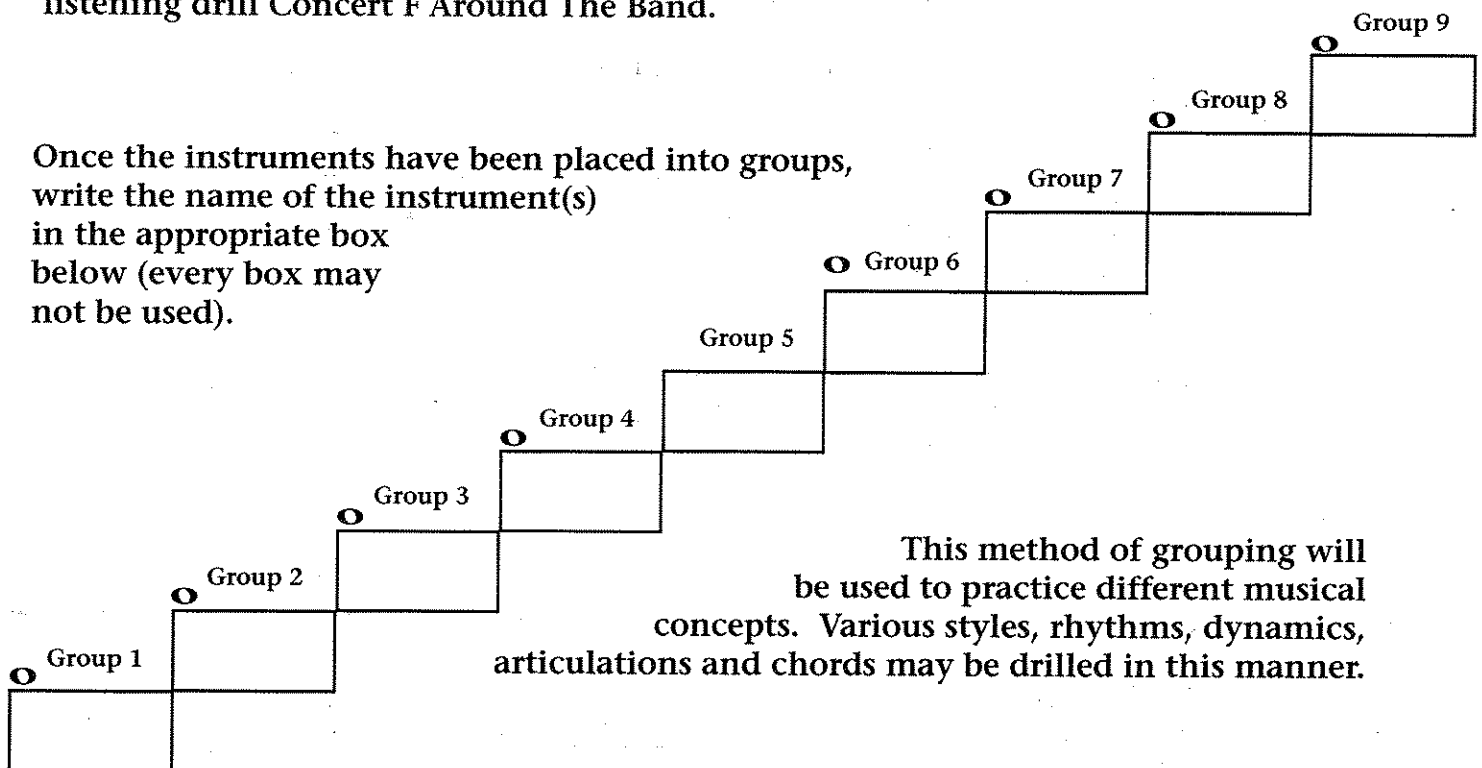 listening drill Concert F Around The Band.
Group 9
Group 8
Once the instruments have been placed into groups,
write the name of the instrument(s)
in the appropriate box
below (every box may
not be used).
Group 7
Group 6
Group 5
Group 4
Group 3
This method of grouping will
be used to practice different musical
concepts. Various styles, rhythms, dynamics,
articulations and chords may be drilled in this manner.
Group 2
Group 1